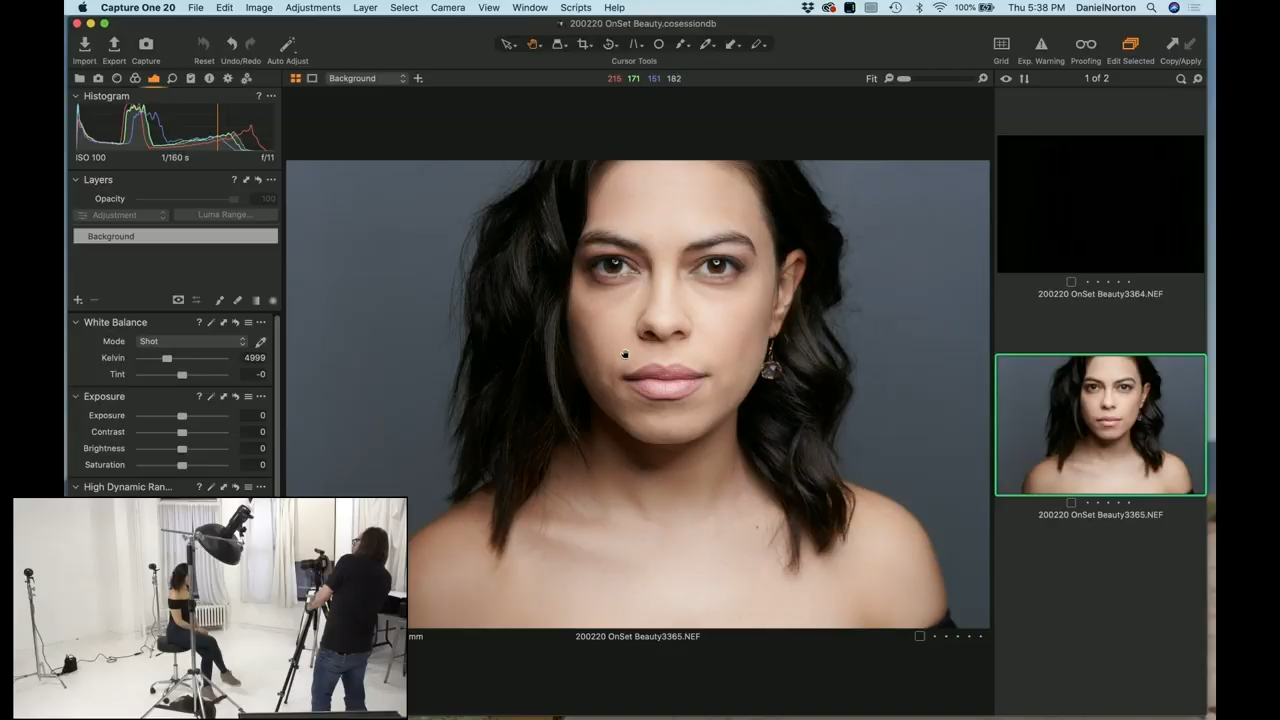 Capture One 20 File Edit Image Adjustments Layer Select Camera View Window Scripts Help 100% Thu 5:38 PM DanielNorton
200220 OnSet Beauty.cosessiondb
Import Export Capture Reset Undo/Redo Auto Adjust Cursor Tools Grid Exp. Warning Proofing Edit Selected Copy/Apply
Background 215 171 151 182 Fit 1 of 2
Histogram
ISO 100 1/160 s f/11
Layers
Opacity 100
Adjustment Luma Range...
Background
White Balance
Mode Shot
Kelvin 4999
Tint -0
Exposure
Exposure 0
Contrast 0
Brightness 0
Saturation 0
High Dynamic Ran...
200220 OnSet Beauty3364.NEF
200220 OnSet Beauty3365.NEF
mm 200220 OnSet Beauty3365.NEF